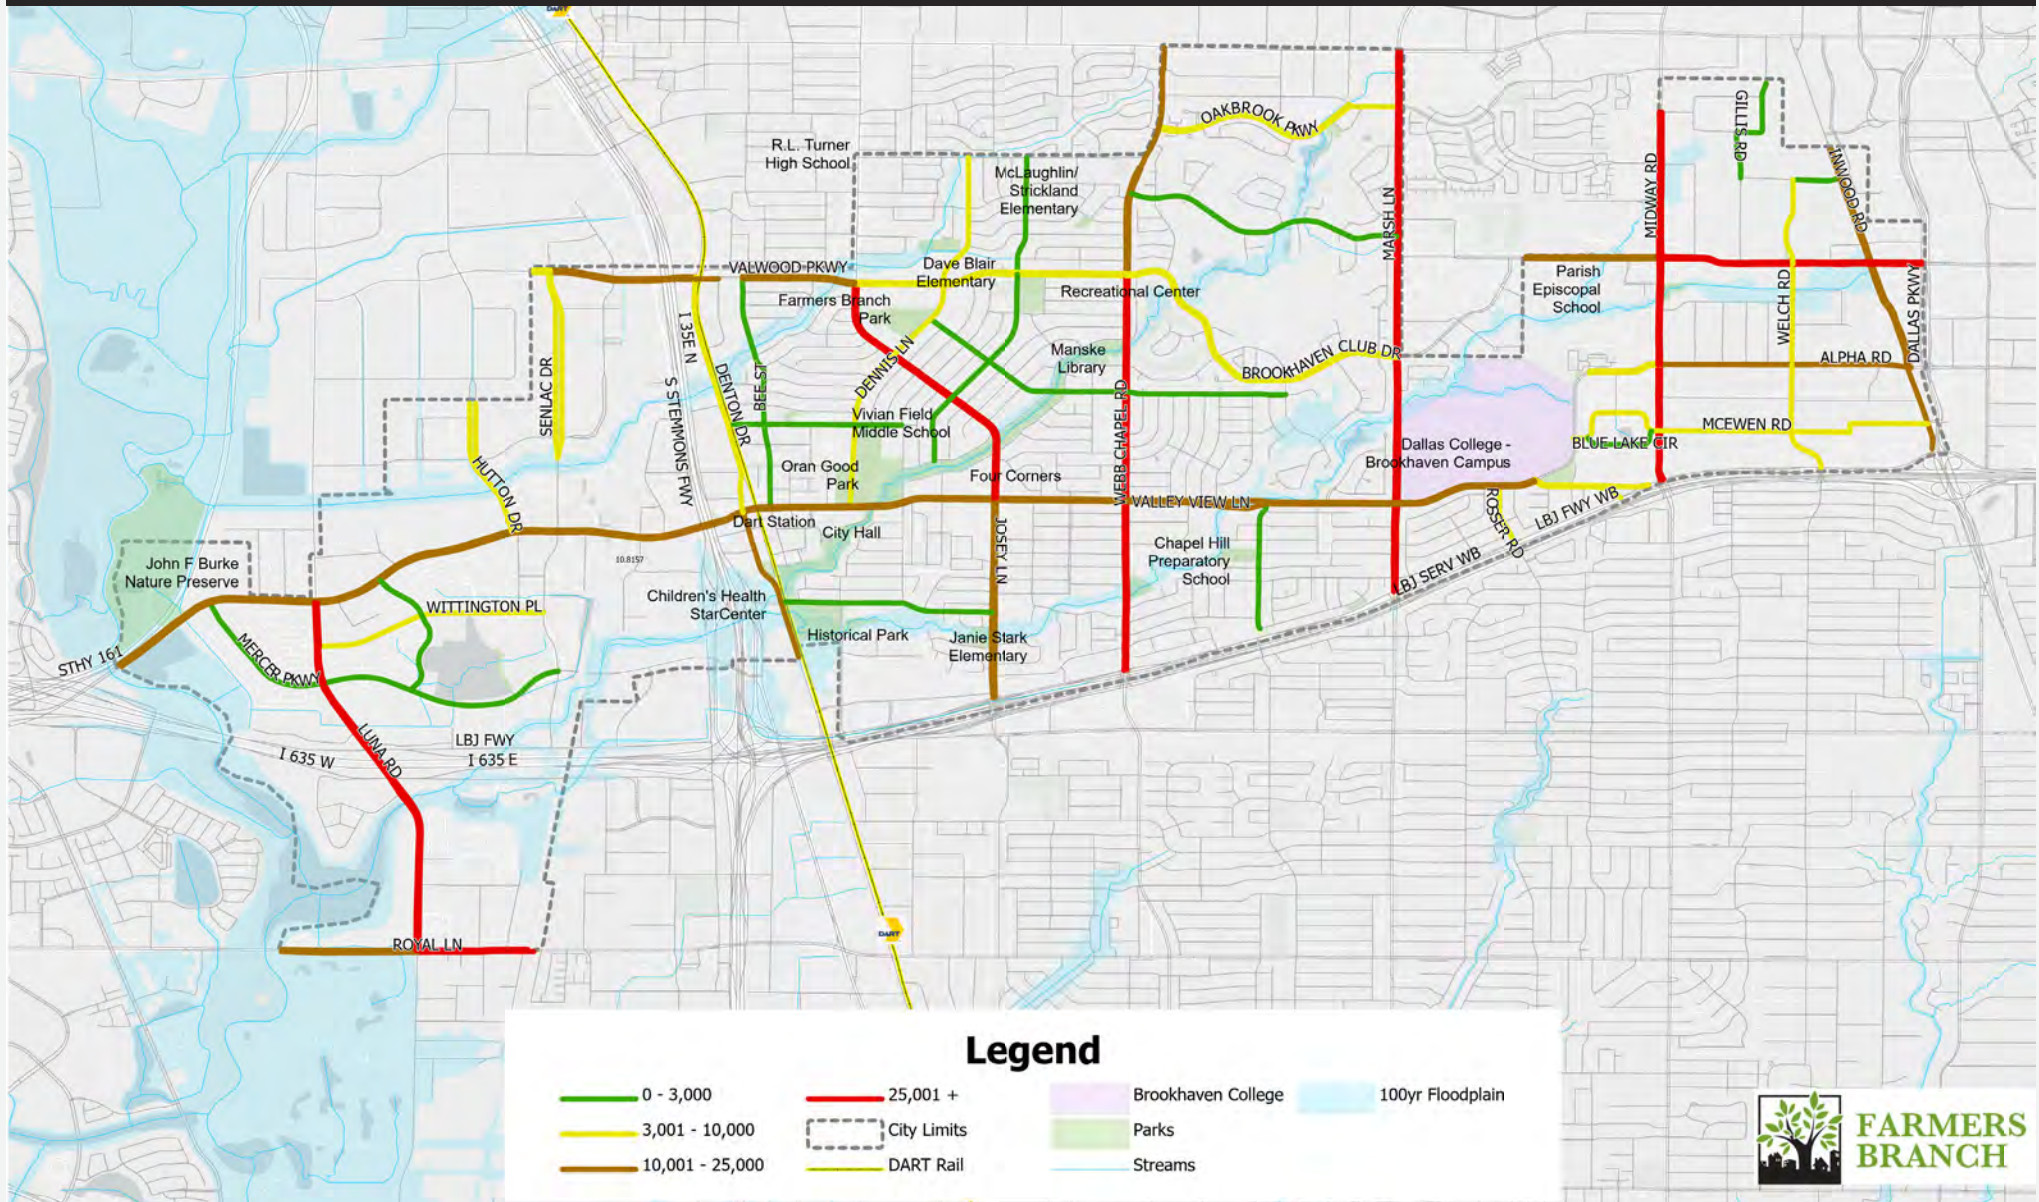 DART
OAKBROOK PKWY
GILLIS RD
R.L. Turner
High School
McLaughlin/
Strickland
Elementary
MIDWAY RD
INWOOD RD
MARSH LN
VALWOOD PKWY
Dave Blair
Elementary
Parish
Episcopal
School
Farmers Branch
Park
Recreational Center
WELCH RD
DALLAS PKWY
I 35E N
DENNIS LN
Manske
Library
BROOKHAVEN CLUB DR
ALPHA RD
SENLAC DR
S STEMMONS FWY
DENTON DR
BEE ST
WEBB CHAPEL RD
Vivian Field
Middle School
MCEWEN RD
BLUE LAKE CIR
Dallas College -
Brookhaven Campus
HUTTON DR
Oran Good
Park
Four Corners
VALLEY VIEW LN
ROSSER RD
LBJ FWY WB
Dart Station
City Hall
JOSEY LN
Chapel Hill
Preparatory
School
LBJ SERV WB
10.8157
John F Burke
Nature Preserve
WITTINGTON PL
Children's Health
StarCenter
Historical Park
Janie Stark
Elementary
STHY 161
MERCER PKWY
LUNA RD
I 635 W
LBJ FWY
I 635 E
DART
ROYAL LN
Legend
0 - 3,000
25,001 +
Brookhaven College
100yr Floodplain
3,001 - 10,000
City Limits
Parks
10,001 - 25,000
DART Rail
Streams
FARMERS
BRANCH